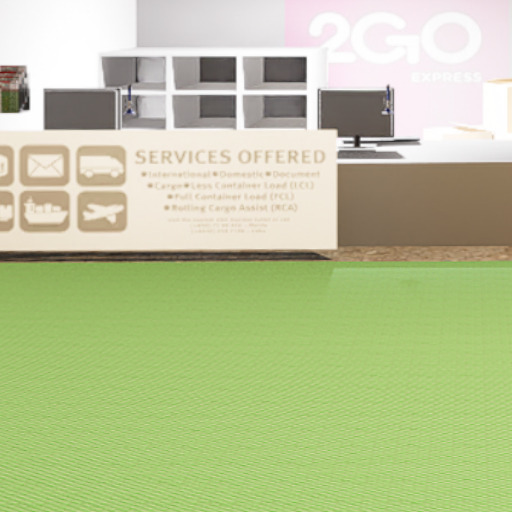 2GO
EXPRESS
SERVICES OFFERED
•International •Domestic •Document
•Cargo •Less Container Load (LCL)
•Full Container Load (FCL)
•Rolling Cargo Assist (RCA)